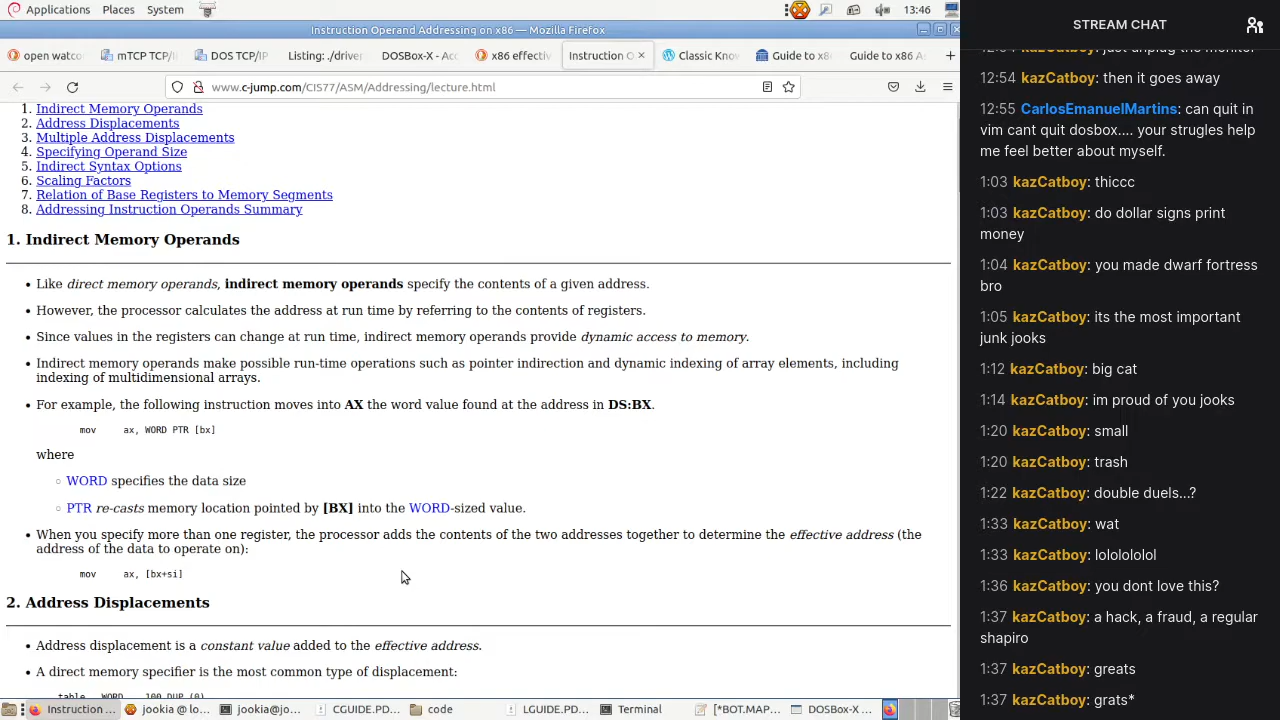 Applications Places System 13:46
Instruction Operand Addressing on x86 — Mozilla Firefox
open watco mTCP TCP/I DOS TCP/IP Listing: ./driver DOSBox-X - Acc x86 effectiv Instruction O × Classic Know Guide to x8 Guide to x86 A
www.c-jump.com/CIS77/ASM/Addressing/lecture.html
1. Indirect Memory Operands
2. Address Displacements
3. Multiple Address Displacements
4. Specifying Operand Size
5. Indirect Syntax Options
6. Scaling Factors
7. Relation of Base Registers to Memory Segments
8. Addressing Instruction Operands Summary
1. Indirect Memory Operands
• Like direct memory operands, indirect memory operands specify the contents of a given address.
• However, the processor calculates the address at run time by referring to the contents of registers.
• Since values in the registers can change at run time, indirect memory operands provide dynamic access to memory.
• Indirect memory operands make possible run-time operations such as pointer indirection and dynamic indexing of array elements, including
indexing of multidimensional arrays.
• For example, the following instruction moves into AX the word value found at the address in DS:BX.
mov ax, WORD PTR [bx]
where
◦ WORD specifies the data size
◦ PTR re-casts memory location pointed by [BX] into the WORD-sized value.
• When you specify more than one register, the processor adds the contents of the two addresses together to determine the effective address (the
address of the data to operate on):
mov ax, [bx+si]
2. Address Displacements
• Address displacement is a constant value added to the effective address.
• A direct memory specifier is the most common type of displacement:
table WORD 100 DUP (0)
Instruction ... jookia @ lo... jookia@jo... CGUIDE.PD... code LGUIDE.PD... Terminal [*BOT.MAP... DOSBox-X ...
STREAM CHAT
12:54 kazCatboy: just unplug the monitor
12:54 kazCatboy: then it goes away
12:55 CarlosEmanuelMartins: can quit in
vim cant quit dosbox.... your strugles help
me feel better about myself.
1:03 kazCatboy: thiccc
1:03 kazCatboy: do dollar signs print
money
1:04 kazCatboy: you made dwarf fortress
bro
1:05 kazCatboy: its the most important
junk jooks
1:12 kazCatboy: big cat
1:14 kazCatboy: im proud of you jooks
1:20 kazCatboy: small
1:20 kazCatboy: trash
1:22 kazCatboy: double duels...?
1:33 kazCatboy: wat
1:33 kazCatboy: lolololol
1:36 kazCatboy: you dont love this?
1:37 kazCatboy: a hack, a fraud, a regular
shapiro
1:37 kazCatboy: greats
1:37 kazCatboy: grats*